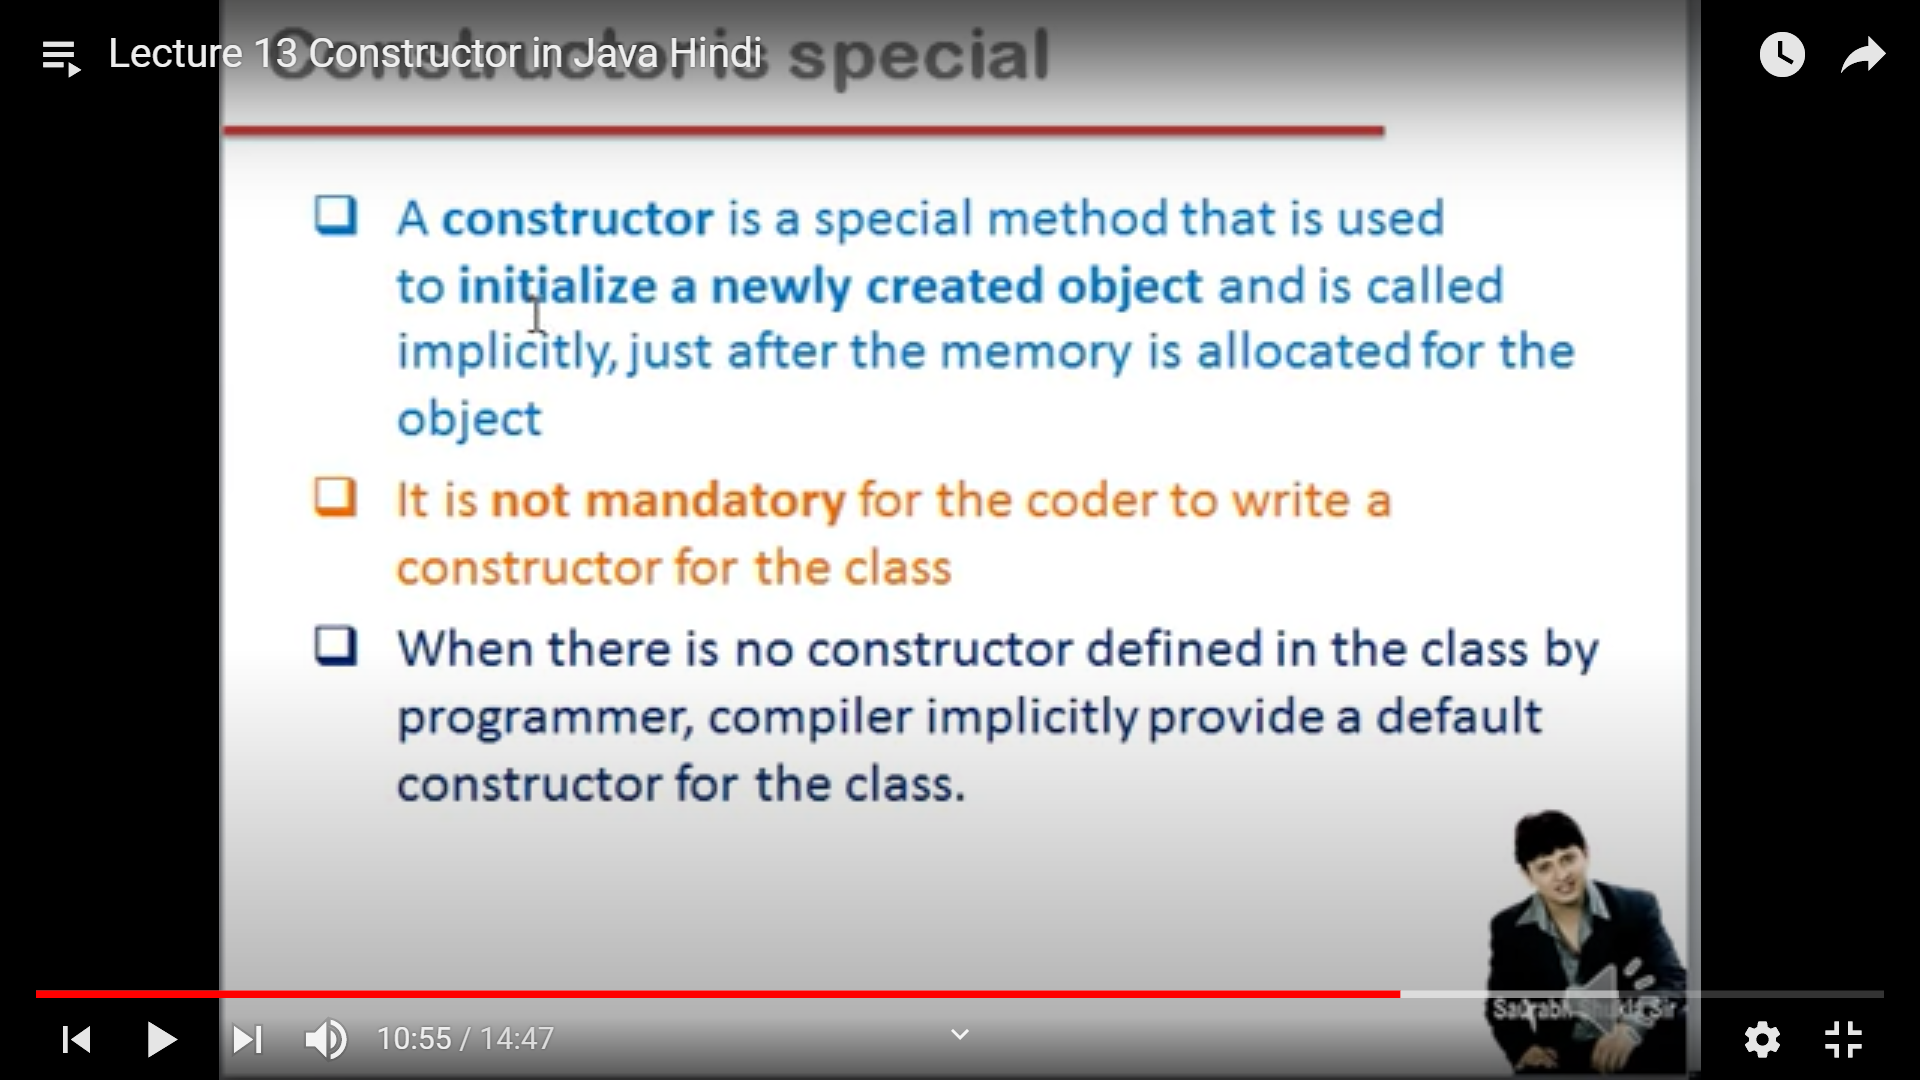 Lecture 13 Constructor in Java Hindi
Constructor is special
A constructor is a special method that is used
to initialize a newly created object and is called
implicitly, just after the memory is allocated for the
object
It is not mandatory for the coder to write a
constructor for the class
When there is no constructor defined in the class by
programmer, compiler implicitly provide a default
constructor for the class.
Saurabh Shukla Sir
10:55 / 14:47